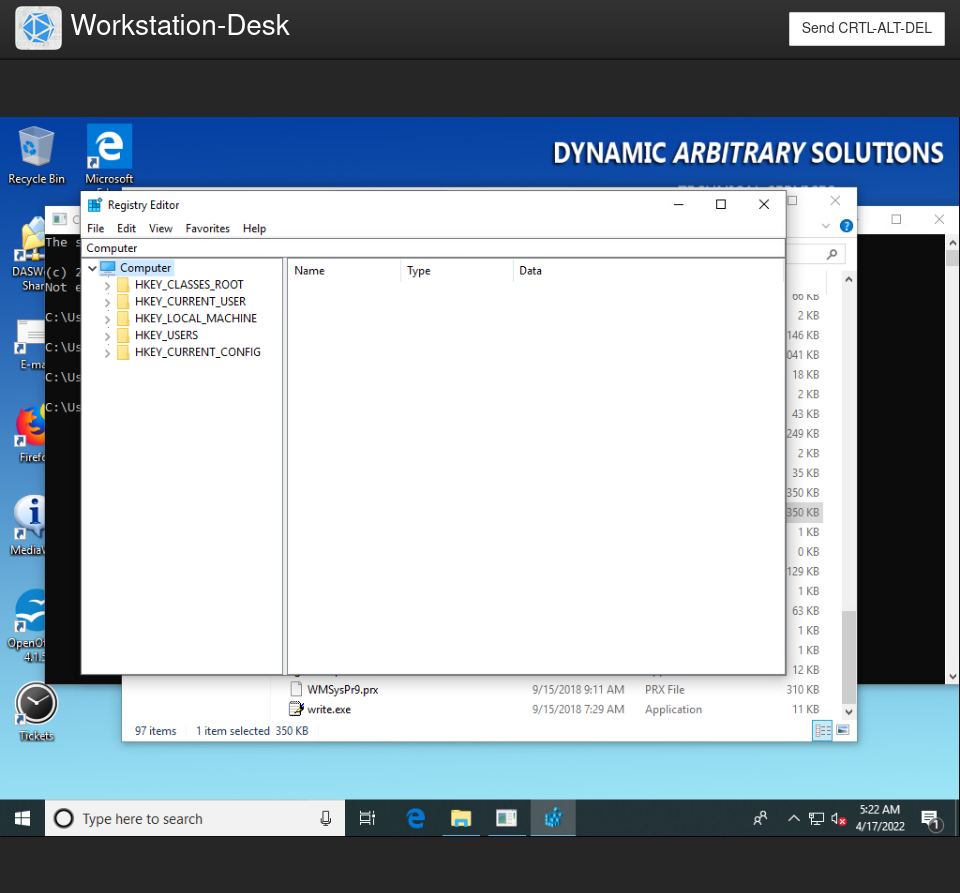 Workstation-Desk
Send CRTL-ALT-DEL
DYNAMIC ARBITRARY SOLUTIONS
Recycle Bin
Microsoft
Registry Editor
File Edit View Favorites Help
Computer
Computer
HKEY_CLASSES_ROOT
HKEY_CURRENT_USER
HKEY_LOCAL_MACHINE
HKEY_USERS
HKEY_CURRENT_CONFIG
Name Type Data
The s
(c) 2
Not e
C:\Us
C:\Us
C:\Us
C:\Us
DASW
Shar
E-ma
Firefo
MediaW
OpenOf
4.1.
Tickets
66 KB
2 KB
146 KB
041 KB
18 KB
2 KB
43 KB
249 KB
2 KB
35 KB
350 KB
350 KB
1 KB
0 KB
129 KB
1 KB
63 KB
1 KB
1 KB
12 KB
WMSysPr9.prx 9/15/2018 9:11 AM PRX File 310 KB
write.exe 9/15/2018 7:29 AM Application 11 KB
97 items 1 item selected 350 KB
Type here to search
5:22 AM
4/17/2022
1